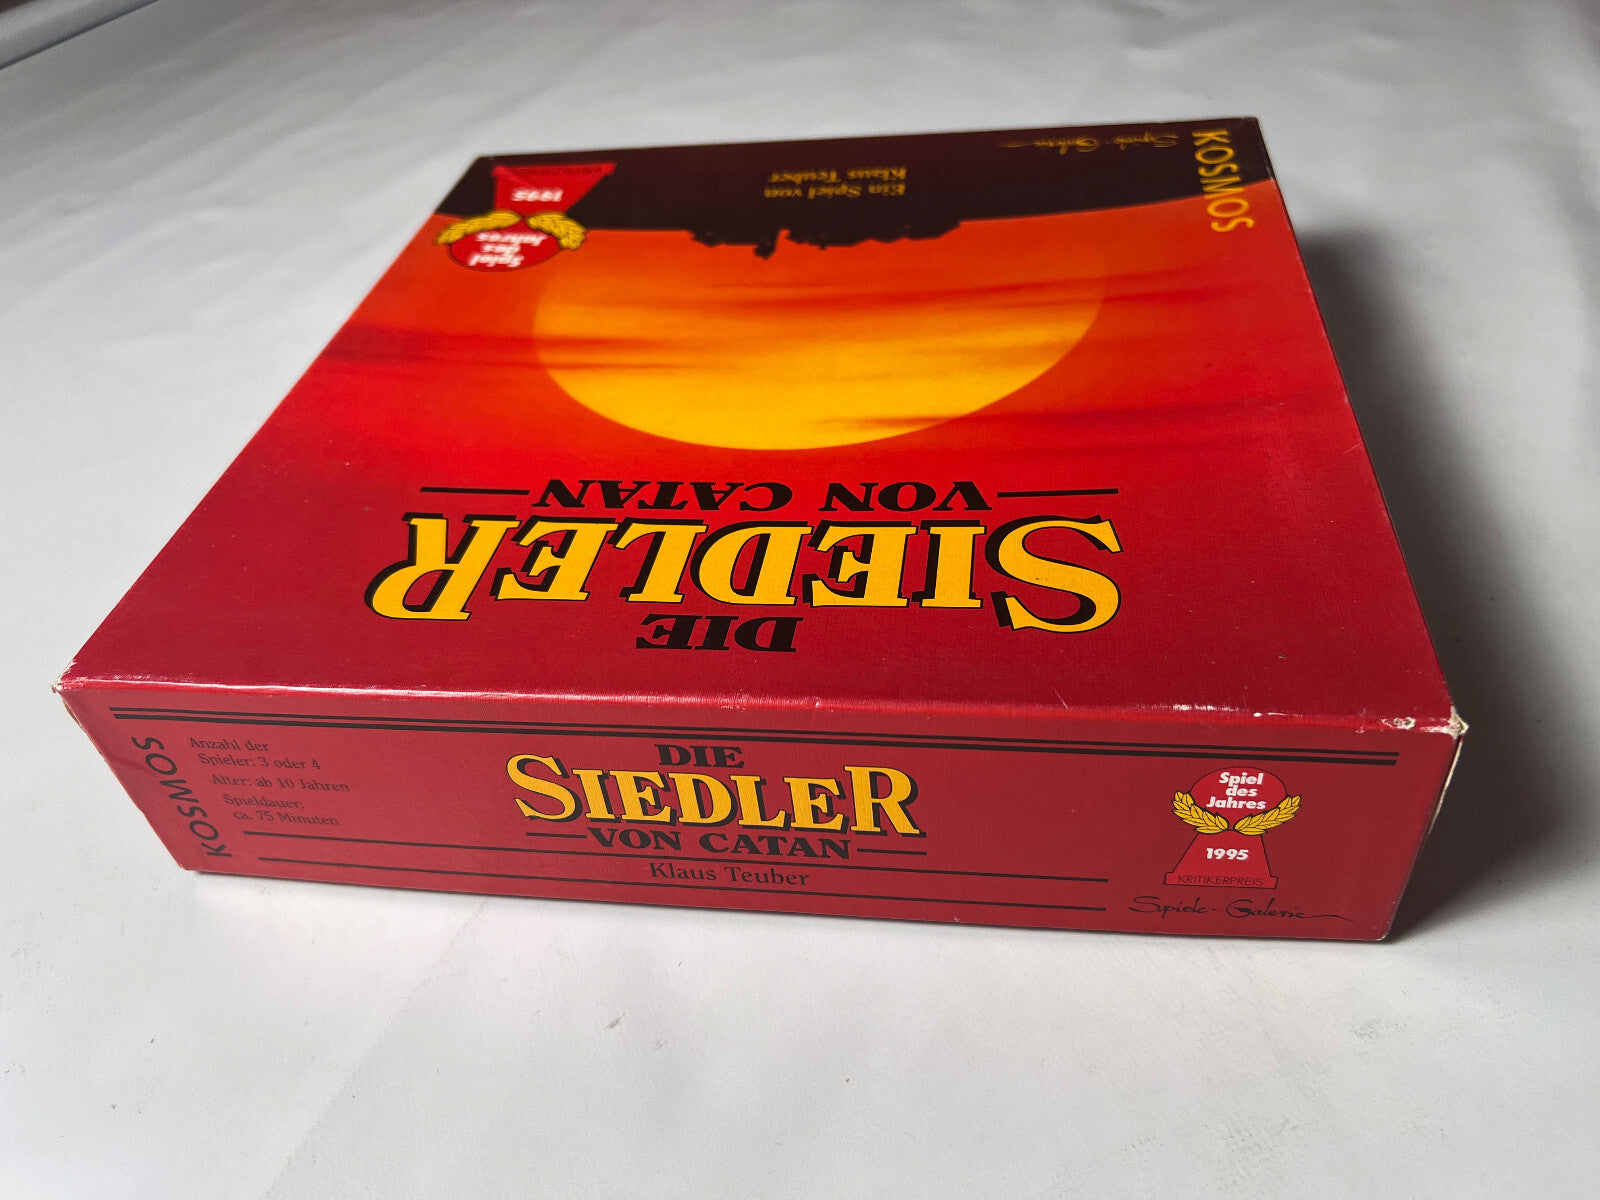 KOSMOS
Spiele-Galerie
Ein Spiel von
Klaus Teuber
Spiel
des
Jahres
1995
DIE
SIEDLER
VON CATAN
KOSMOS
Anzahl der
Spieler: 3 oder 4
Alter: ab 10 Jahren
Spieldauer:
ca. 75 Minuten
DIE
SIEDLER
VON CATAN
Klaus Teuber
Spiel
des
Jahres
1995
KRITIKERPREIS
Spiele-Galerie